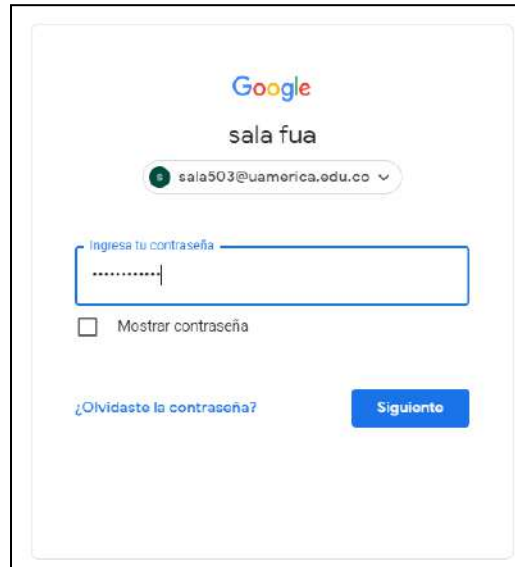 Google
sala fua
s sala503@uamerica.edu.co
Ingresa tu contraseña
••••••••••••
Mostrar contraseña
¿Olvidaste la contraseña?
Siguiente